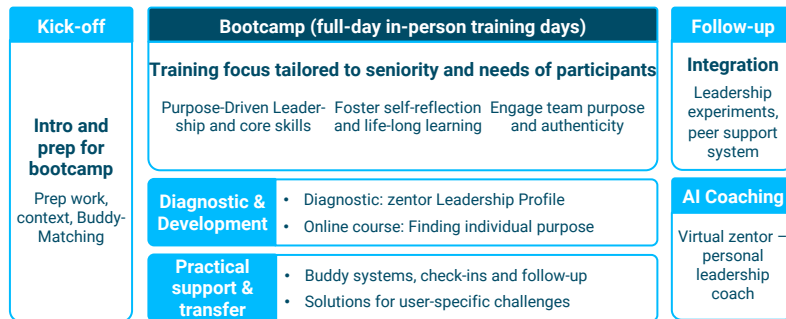 Kick-off
Intro and
prep for
bootcamp
Prep work,
context, Buddy-
Matching
Bootcamp (full-day in-person training days)
Training focus tailored to seniority and needs of participants
Purpose-Driven Leader-
ship and core skills
Foster self-reflection
and life-long learning
Engage team purpose
and authenticity
Diagnostic &
Development
• Diagnostic: zentor Leadership Profile
• Online course: Finding individual purpose
Practical
support &
transfer
• Buddy systems, check-ins and follow-up
• Solutions for user-specific challenges
Follow-up
Integration
Leadership
experiments,
peer support
system
AI Coaching
Virtual zentor –
personal
leadership
coach